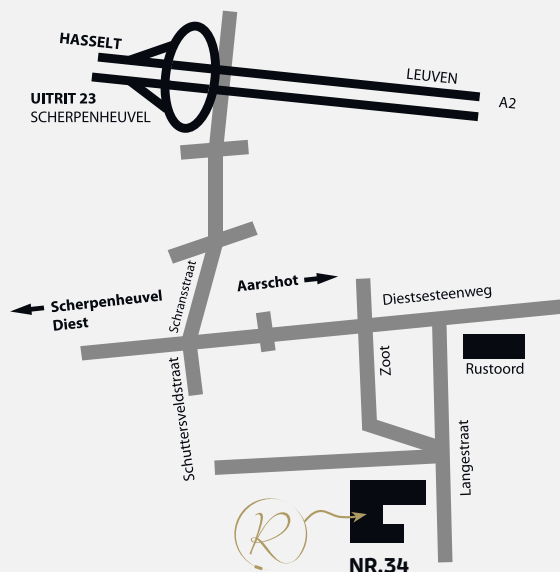 HASSELT
LEUVEN
A2
UITRIT 23
SCHERPENHEUVEL
Schransstraat
Aarschot
Diestsesteenweg
Scherpenheuvel
Diest
Zoot
Rustoord
Schuttersveldstraat
Langestraat
R
NR.34